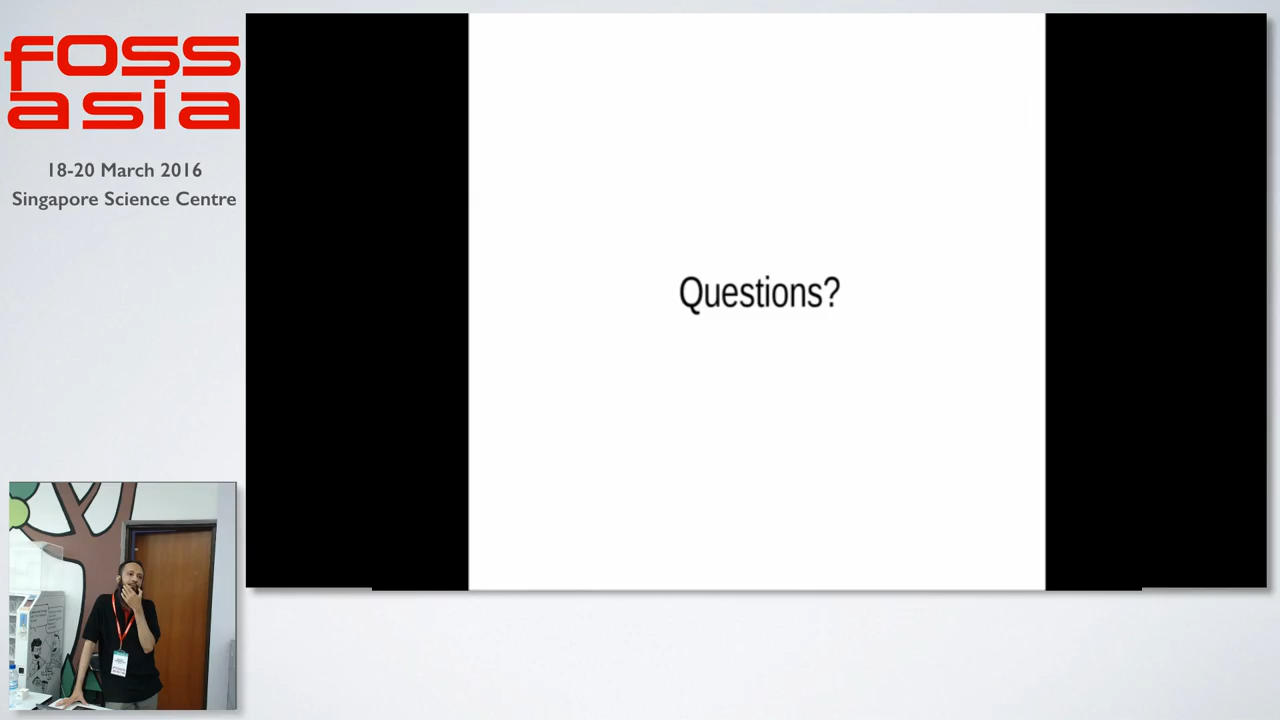 foss
asia
18-20 March 2016
Singapore Science Centre
Questions?